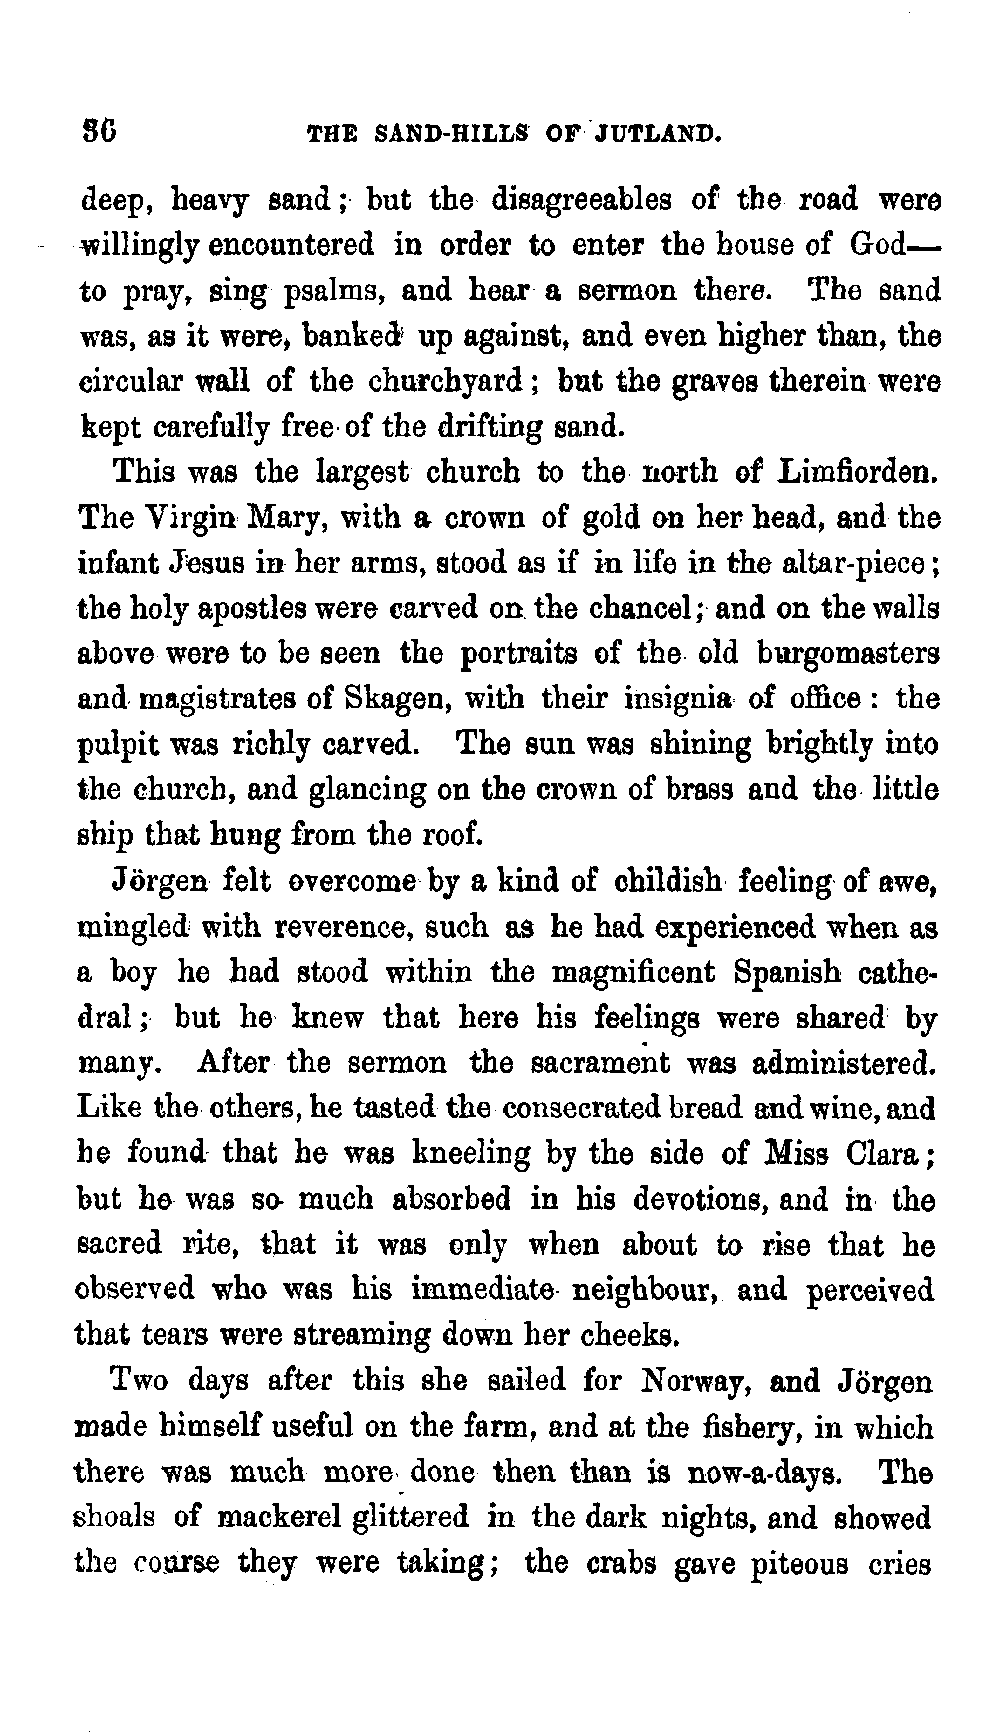 36 THE SAND-HILLS OF JUTLAND.
deep, heavy sand; but the disagreeables of the road were
willingly encountered in order to enter the house of God—
to pray, sing psalms, and hear a sermon there. The sand
was, as it were, banked up against, and even higher than, the
circular wall of the churchyard; but the graves therein were
kept carefully free of the drifting sand.
This was the largest church to the north of Limfiorden.
The Virgin Mary, with a crown of gold on her head, and the
infant Jesus in her arms, stood as if in life in the altar-piece;
the holy apostles were carved on the chancel; and on the walls
above were to be seen the portraits of the old burgomasters
and magistrates of Skagen, with their insignia of office: the
pulpit was richly carved. The sun was shining brightly into
the church, and glancing on the crown of brass and the little
ship that hung from the roof.
Jörgen felt overcome by a kind of childish feeling of awe,
mingled with reverence, such as he had experienced when as
a boy he had stood within the magnificent Spanish cathe-
dral; but he knew that here his feelings were shared by
many. After the sermon the sacrament was administered.
Like the others, he tasted the consecrated bread and wine, and
he found that he was kneeling by the side of Miss Clara;
but he was so much absorbed in his devotions, and in the
sacred rite, that it was only when about to rise that he
observed who was his immediate neighbour, and perceived
that tears were streaming down her cheeks.
Two days after this she sailed for Norway, and Jörgen
made himself useful on the farm, and at the fishery, in which
there was much more done then than is now-a-days. The
shoals of mackerel glittered in the dark nights, and showed
the course they were taking; the crabs gave piteous cries